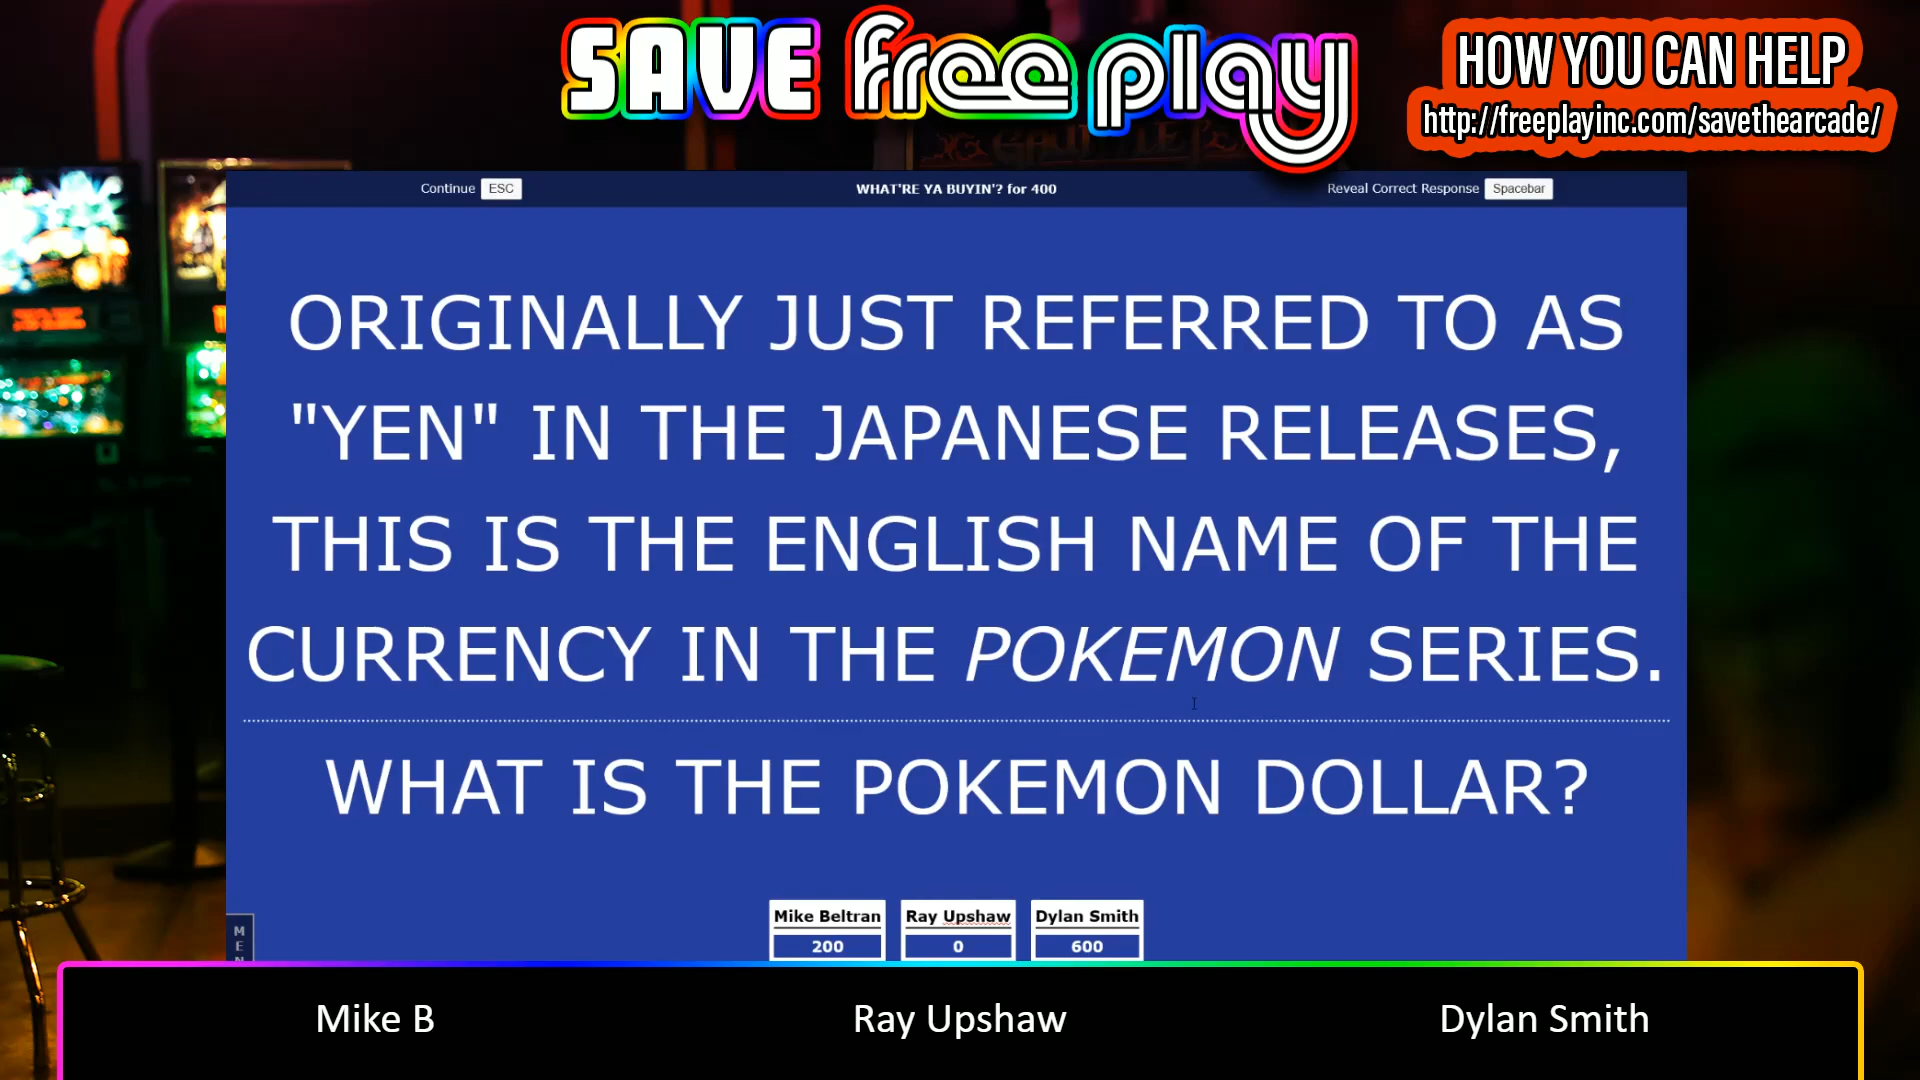 SAVE free play
HOW YOU CAN HELP
http://freeplayinc.com/savethearcade/
Continue ESC
WHAT'RE YA BUYIN'? for 400
Reveal Correct Response Spacebar
ORIGINALLY JUST REFERRED TO AS
"YEN" IN THE JAPANESE RELEASES,
THIS IS THE ENGLISH NAME OF THE
CURRENCY IN THE POKEMON SERIES.
WHAT IS THE POKEMON DOLLAR?
Mike Beltran
200
Ray Upshaw
0
Dylan Smith
600
M
E
N
Mike B
Ray Upshaw
Dylan Smith